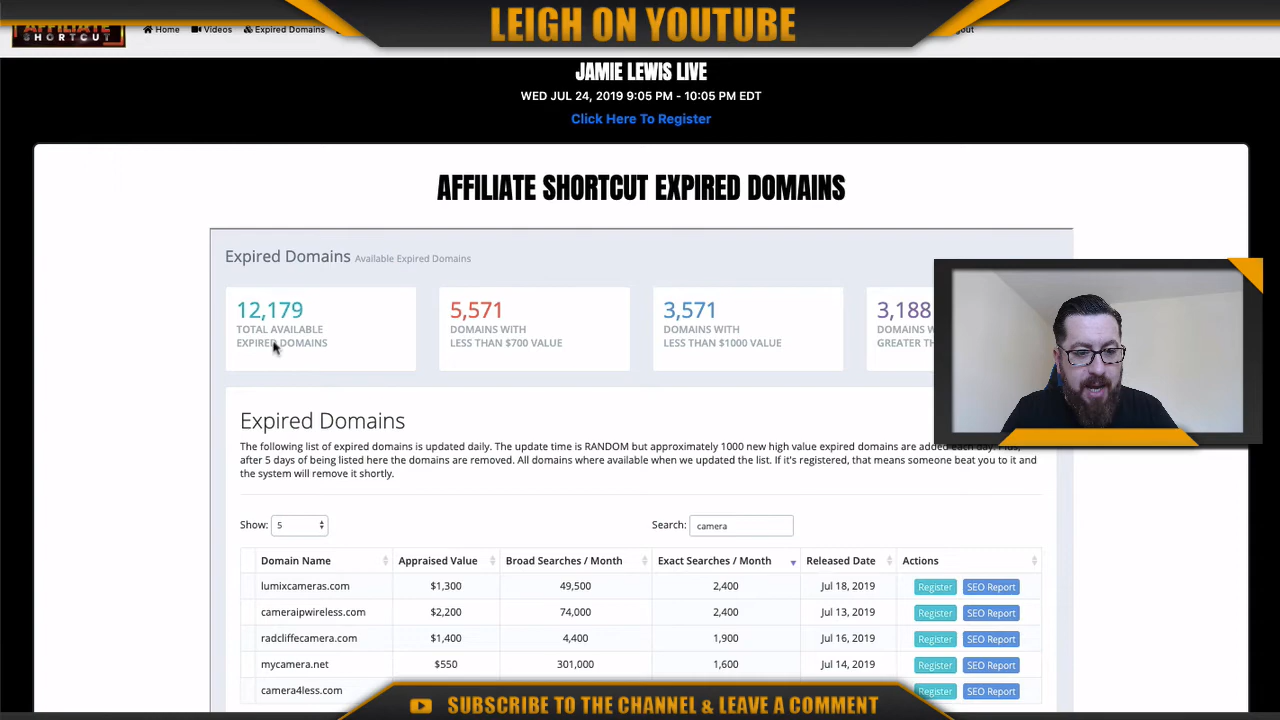 LEIGH ON YOUTUBE
AFFILIATE
SHORTCUT
Home
Videos
Expired Domains
JAMIE LEWIS LIVE
WED JUL 24, 2019 9:05 PM - 10:05 PM EDT
Click Here To Register
AFFILIATE SHORTCUT EXPIRED DOMAINS
Expired Domains Available Expired Domains
12,179
TOTAL AVAILABLE
EXPIRED DOMAINS
5,571
DOMAINS WITH
LESS THAN $700 VALUE
3,571
DOMAINS WITH
LESS THAN $1000 VALUE
3,188
DOMAINS
GREATER
Expired Domains
The following list of expired domains is updated daily. The update time is RANDOM but approximately 1000 new high value expired domains are added each day. Plus,
after 5 days of being listed here the domains are removed. All domains where available when we updated the list. If it's registered, that means someone beat you to it and
the system will remove it shortly.
Show: 5 Search: camera
Domain Name Appraised Value Broad Searches / Month Exact Searches / Month Released Date Actions
lumixcameras.com $1,300 49,500 2,400 Jul 18, 2019 Register SEO Report
cameraipwireless.com $2,200 74,000 2,400 Jul 13, 2019 Register SEO Report
radcliffecamera.com $1,400 4,400 1,900 Jul 16, 2019 Register SEO Report
mycamera.net $550 301,000 1,600 Jul 14, 2019 Register SEO Report
camera4less.com Register SEO Report
SUBSCRIBE TO THE CHANNEL & LEAVE A COMMENT